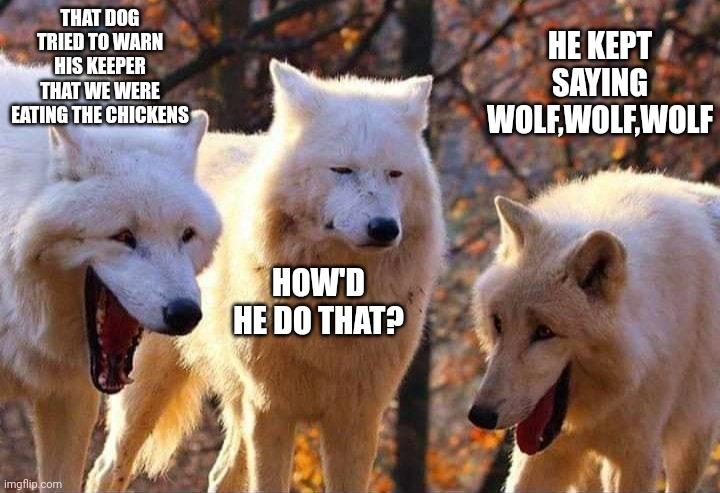 THAT DOG
TRIED TO WARN
HIS KEEPER
THAT WE WERE
EATING THE CHICKENS
HOW'D
HE DO THAT?
HE KEPT
SAYING
WOLF,WOLF,WOLF
imgflip.com